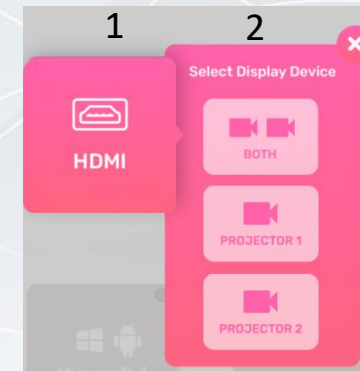 1
2
HDMI
Select Display Device
BOTH
PROJECTOR 1
PROJECTOR 2